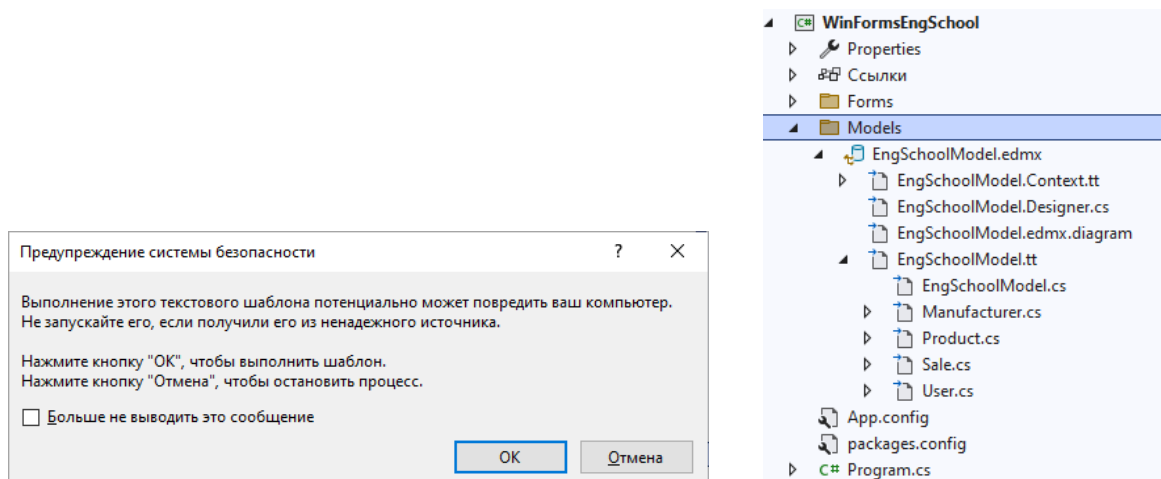 Предупреждение системы безопасности
Выполнение этого текстового шаблона потенциально может повредить ваш компьютер.
Не запускайте его, если получили его из ненадежного источника.
Нажмите кнопку "ОК", чтобы выполнить шаблон.
Нажмите кнопку "Отмена", чтобы остановить процесс.
Больше не выводить это сообщение
ОК
Отмена
C# WinFormsEngSchool
Properties
Ссылки
Forms
Models
EngSchoolModel.edmx
EngSchoolModel.Context.tt
EngSchoolModel.Designer.cs
EngSchoolModel.edmx.diagram
EngSchoolModel.tt
EngSchoolModel.cs
Manufacturer.cs
Product.cs
Sale.cs
User.cs
App.config
packages.config
C# Program.cs